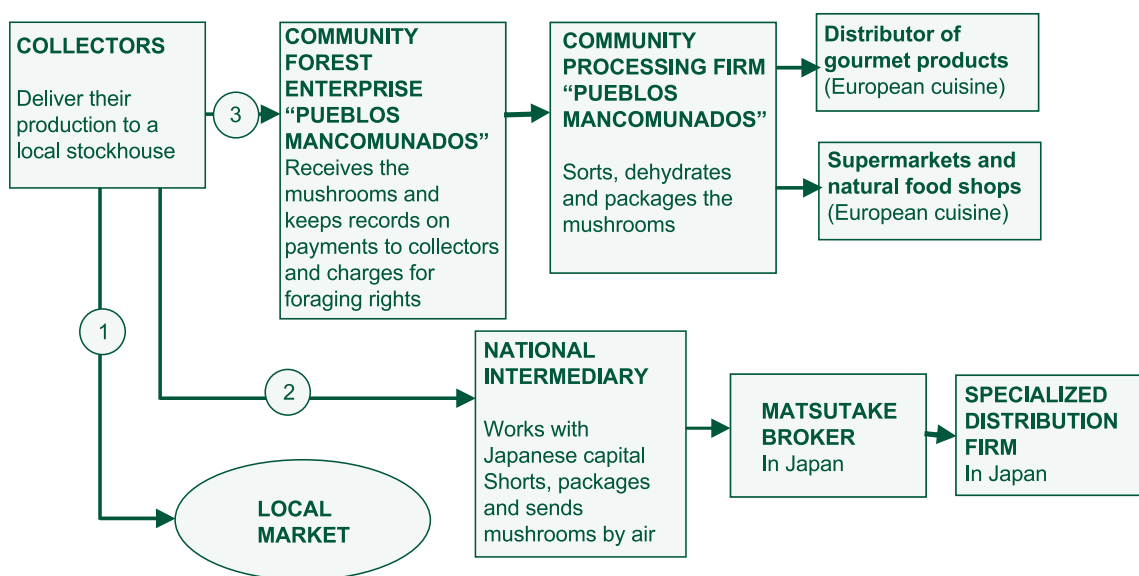 COLLECTORS
Deliver their
production to a
local stockhouse
3
COMMUNITY
FOREST
ENTERPRISE
“PUEBLOS
MANCOMUNADOS”
Receives the
mushrooms and
keeps records on
payments to collectors
and charges for
foraging rights
COMMUNITY
PROCESSING FIRM
“PUEBLOS
MANCOMUNADOS”
Sorts, dehydrates
and packages the
mushrooms
Distributor of
gourmet products
(European cuisine)
Supermarkets and
natural food shops
(European cuisine)
1
2
LOCAL
MARKET
NATIONAL
INTERMEDIARY
Works with
Japanese capital
Shorts, packages
and sends
mushrooms by air
MATSUTAKE
BROKER
In Japan
SPECIALIZED
DISTRIBUTION
FIRM
In Japan